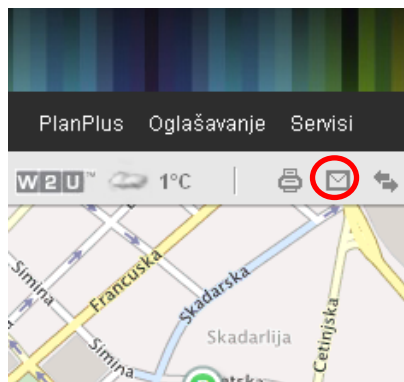 PlanPlus Oglašavanje Servisi
W2U™ 1°C
Simina
Francuska
Skadarska
Skadarlija
Cetinjska
Simina